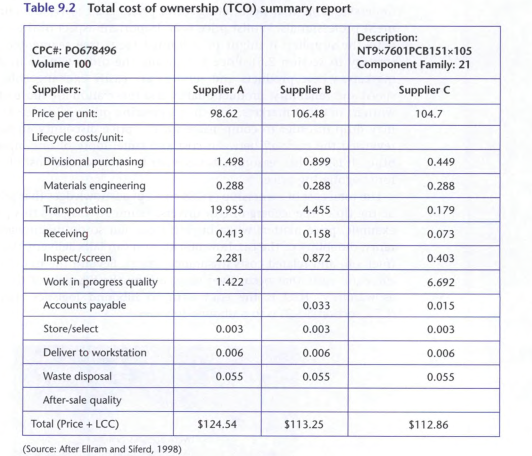 Table 9.2 Total cost of ownership (TCO) summary report
CPC#: PO678496
Volume 100
Description:
NT9×7601PCB151×105
Component Family: 21
Suppliers: Supplier A Supplier B Supplier C
Price per unit: 98.62 106.48 104.7
Lifecycle costs/unit:
Divisional purchasing 1.498 0.899 0.449
Materials engineering 0.288 0.288 0.288
Transportation 19.955 4.455 0.179
Receiving 0.413 0.158 0.073
Inspect/screen 2.281 0.872 0.403
Work in progress quality 1.422 6.692
Accounts payable 0.033 0.015
Store/select 0.003 0.003 0.003
Deliver to workstation 0.006 0.006 0.006
Waste disposal 0.055 0.055 0.055
After-sale quality
Total (Price + LCC) $124.54 $113.25 $112.86
(Source: After Ellram and Siferd, 1998)